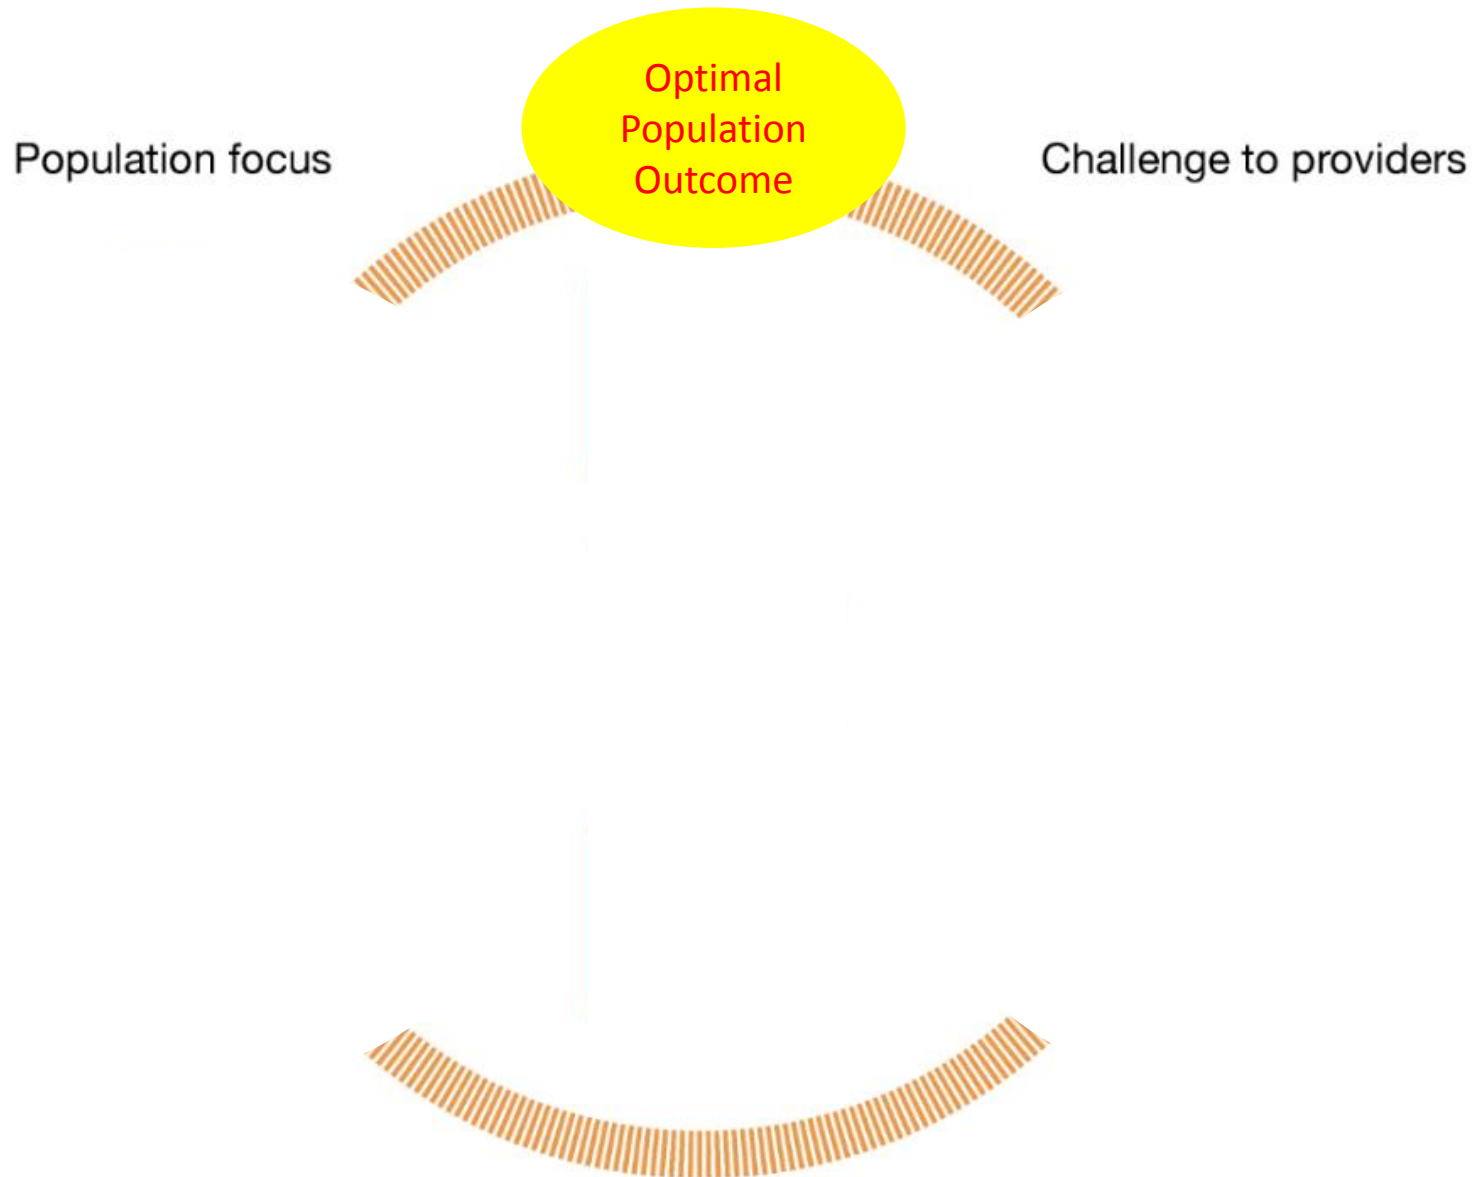 Optimal
Population
Outcome
Population focus
Challenge to providers